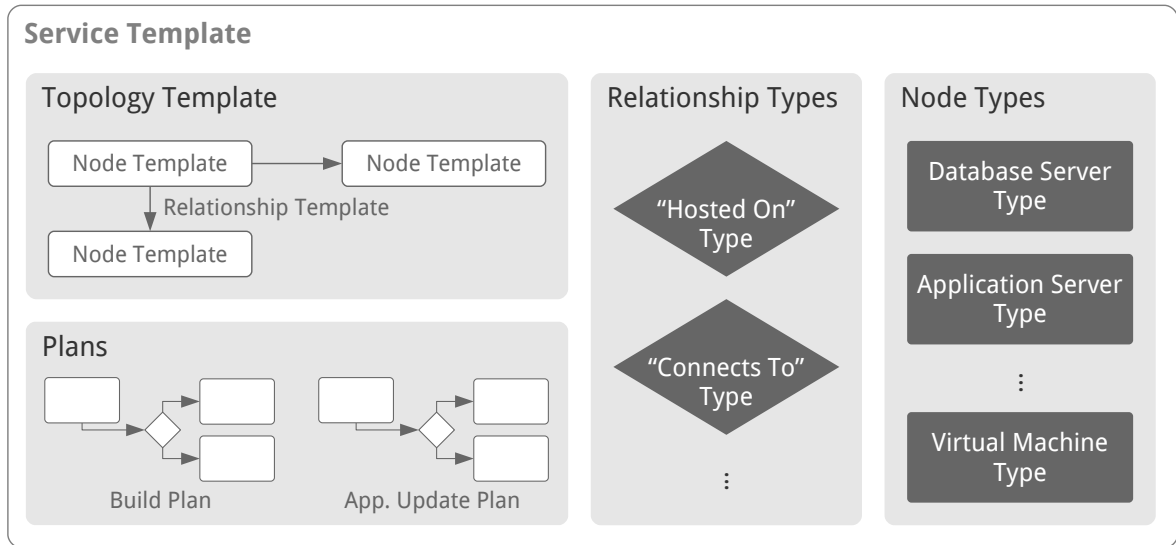 Service Template
Topology Template
Node Template
Node Template
Relationship Template
Node Template
Plans
Build Plan
App. Update Plan
Relationship Types
“Hosted On”
Type
“Connects To”
Type
...
Node Types
Database Server
Type
Application Server
Type
...
Virtual Machine
Type